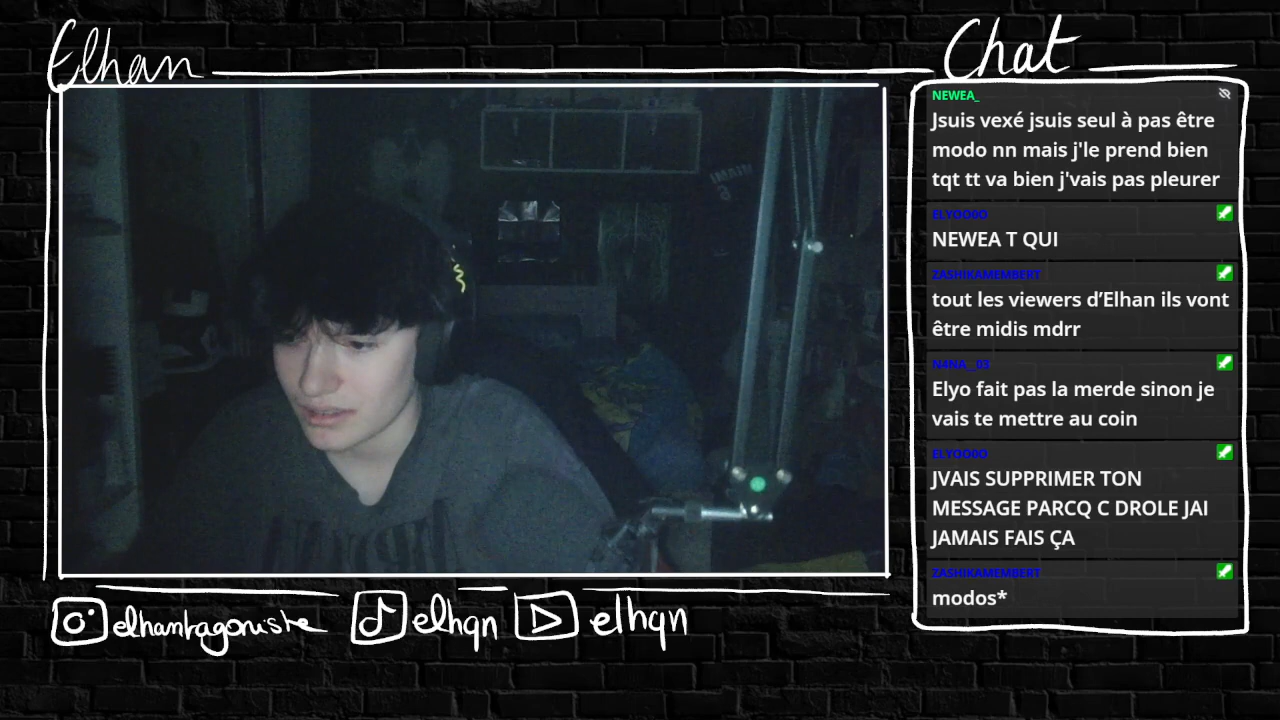 Elhan
Chat
NEWEA_
Jsuis vexé jsuis seul à pas être
modo nn mais j'le prend bien
tqt tt va bien j'vais pas pleurer
ELYOO0O
NEWEA T QUI
ZASHIKAMEMBERT
tout les viewers d’Elhan ils vont
être midis mdrr
N4NA__03
Elyo fait pas la merde sinon je
vais te mettre au coin
ELYOO0O
JVAIS SUPPRIMER TON
MESSAGE PARCQ C DROLE JAI
JAMAIS FAIS ÇA
ZASHIKAMEMBERT
modos*
elhantagoniste
elhqn
elhqn